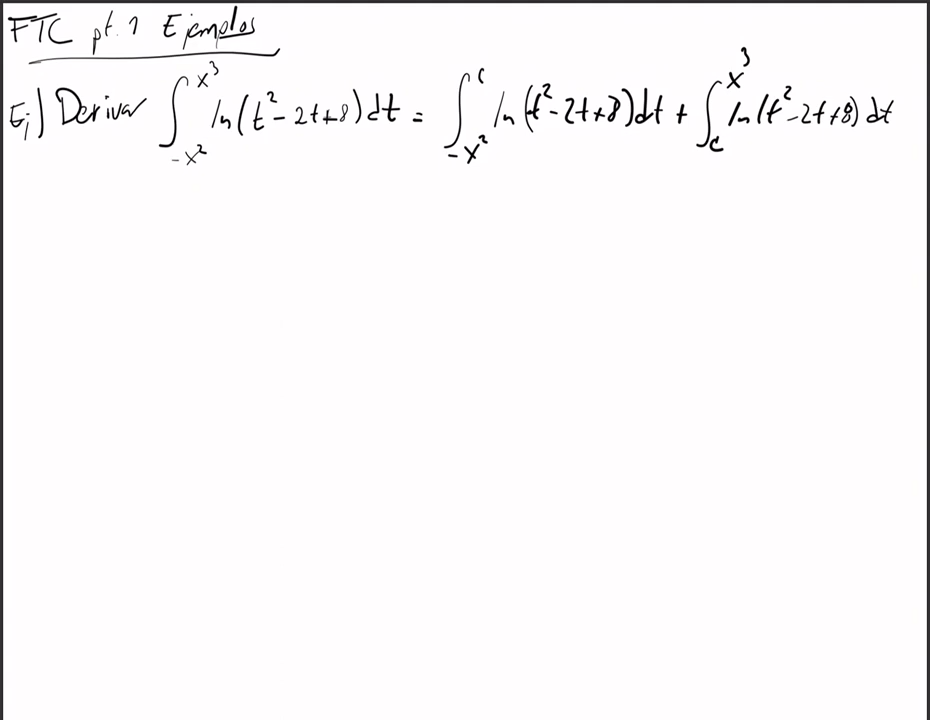 FTC pt. 1 Ejemplos
Ej) Derivar ∫_{-x²}^{x³} ln(t²-2t+8)dt = ∫_{-x²}^{c} ln(t²-2t+8)dt + ∫_{c}^{x³} ln(t²-2t+8)dt